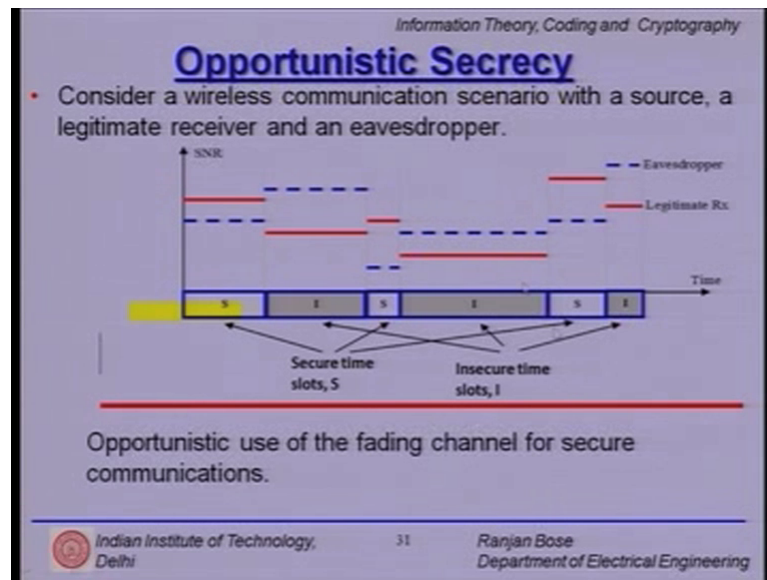 Information Theory, Coding and Cryptography
Opportunistic Secrecy
• Consider a wireless communication scenario with a source, a
legitimate receiver and an eavesdropper.
SNR
Eavesdropper
Legitimate Rx
Time
S I S I S I
Secure time
slots, S
Insecure time
slots, I
Opportunistic use of the fading channel for secure
communications.
Indian Institute of Technology,
Delhi
31
Ranjan Bose
Department of Electrical Engineering